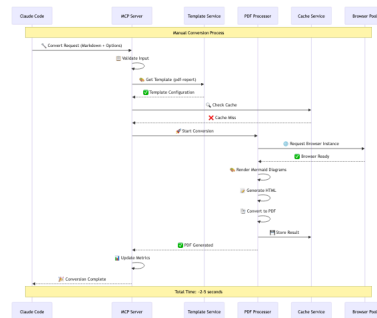 Claude Code MCP Server Template Service PDF Processor Cache Service Browser Pool
Manual Conversion Process
Convert Request (Markdown + Options)
Validate Input
Get Template (pdf-report)
Template Configuration
Check Cache
Cache Miss
Start Conversion
Request Browser Instance
Browser Ready
Render Mermaid Diagrams
Generate HTML
Convert to PDF
Store Result
PDF Generated
Update Metrics
Conversion Complete
Total Time: ~2-5 seconds
Claude Code MCP Server Template Service PDF Processor Cache Service Browser Pool